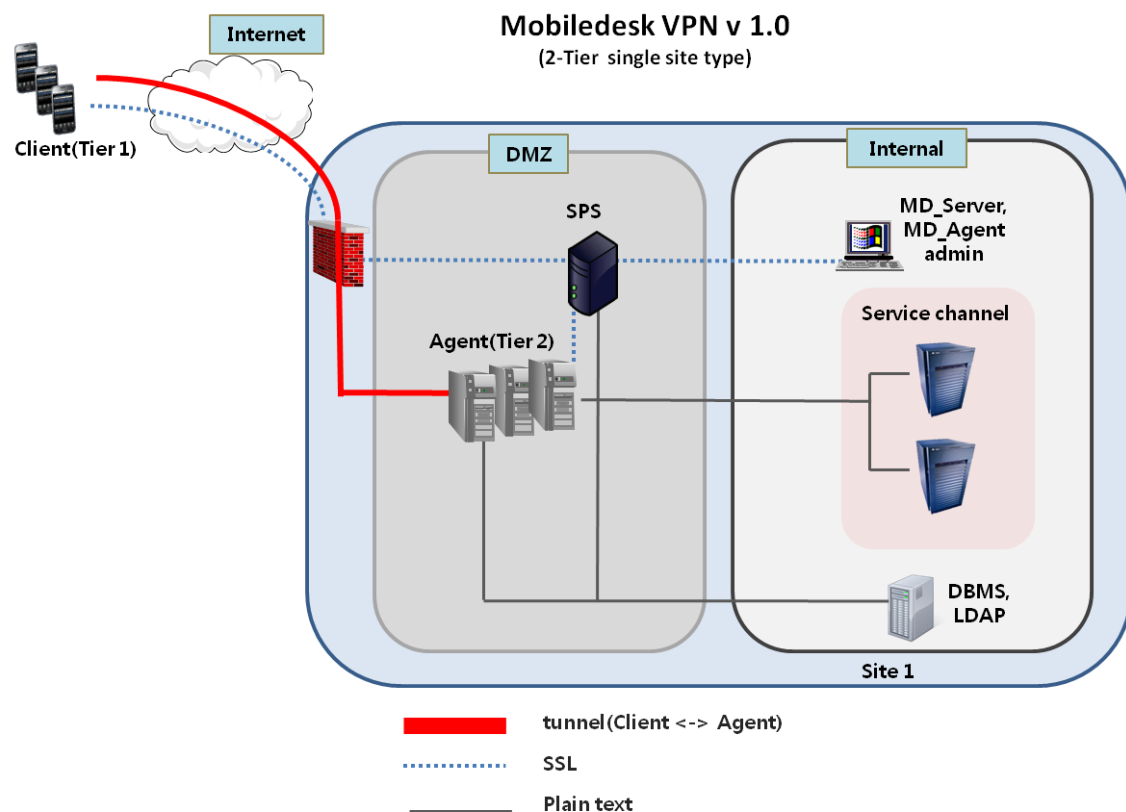 Mobiledesk VPN v 1.0
(2-Tier single site type)
Internet
Client(Tier 1)
DMZ
Internal
SPS
MD_Server,
MD_Agent
admin
Service channel
Agent(Tier 2)
DBMS,
LDAP
Site 1
tunnel(Client <-> Agent)
SSL
Plain text